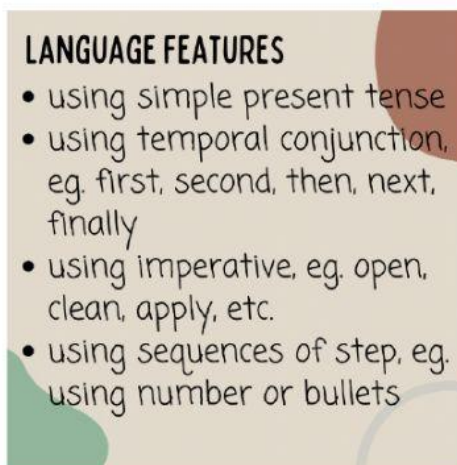 LANGUAGE FEATURES
• using simple present tense
• using temporal conjunction,
eg. first, second, then, next,
finally
• using imperative, eg. open,
clean, apply, etc.
• using sequences of step, eg.
using number or bullets